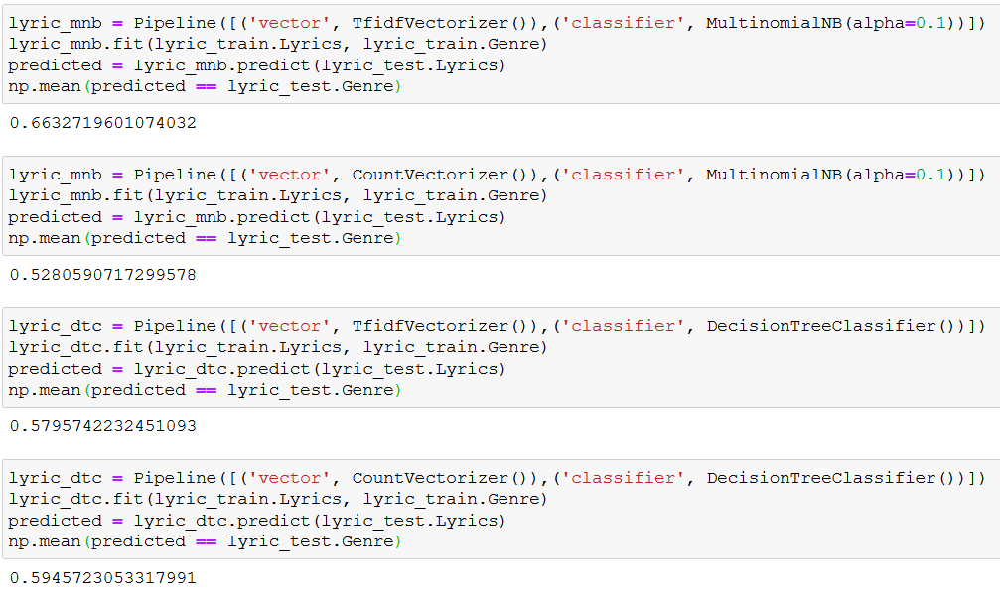 lyric_mnb = Pipeline([('vector', TfidfVectorizer()),('classifier', MultinomialNB(alpha=0.1))])
lyric_mnb.fit(lyric_train.Lyrics, lyric_train.Genre)
predicted = lyric_mnb.predict(lyric_test.Lyrics)
np.mean(predicted == lyric_test.Genre)
0.6632719601074032
lyric_mnb = Pipeline([('vector', CountVectorizer()),('classifier', MultinomialNB(alpha=0.1))])
lyric_mnb.fit(lyric_train.Lyrics, lyric_train.Genre)
predicted = lyric_mnb.predict(lyric_test.Lyrics)
np.mean(predicted == lyric_test.Genre)
0.5280590717299578
lyric_dtc = Pipeline([('vector', TfidfVectorizer()),('classifier', DecisionTreeClassifier())])
lyric_dtc.fit(lyric_train.Lyrics, lyric_train.Genre)
predicted = lyric_dtc.predict(lyric_test.Lyrics)
np.mean(predicted == lyric_test.Genre)
0.5795742232451093
lyric_dtc = Pipeline([('vector', CountVectorizer()),('classifier', DecisionTreeClassifier())])
lyric_dtc.fit(lyric_train.Lyrics, lyric_train.Genre)
predicted = lyric_dtc.predict(lyric_test.Lyrics)
np.mean(predicted == lyric_test.Genre)
0.5945723053317991